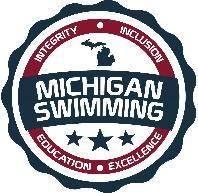 INTEGRITY • INCLUSION
MICHIGAN
SWIMMING
EDUCATION • EXCELLENCE